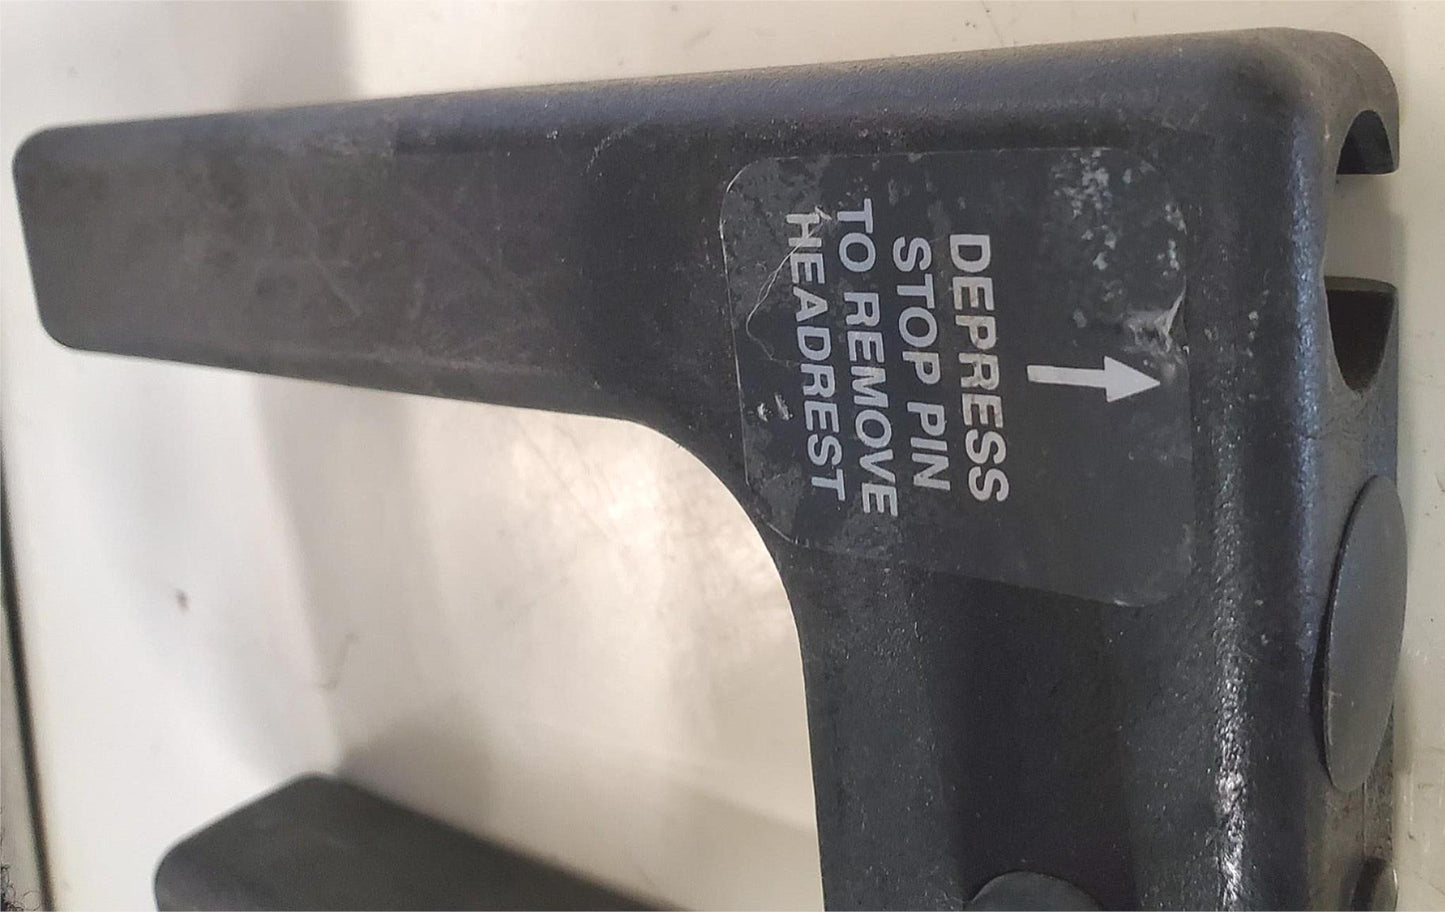 DEPRESS
STOP PIN
TO REMOVE
HEADREST